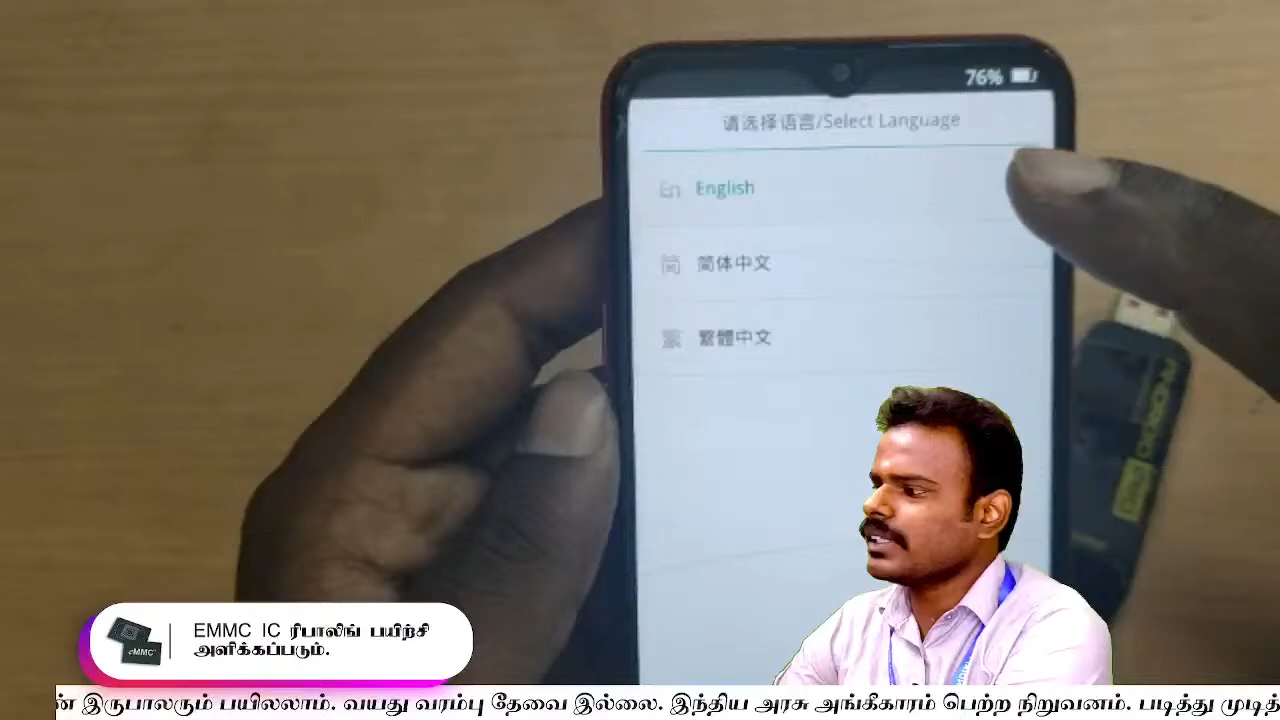 76%
请选择语言/Select Language
En English
简 简体中文
繁 繁體中文
ANDROID
EMMC IC ரீபாலிங் பயிற்சி
அளிக்கப்படும்.
eMMC
ன் இருபாலரும் பயிலலாம். வயது வரம்பு தேவை இல்லை. இந்திய அரசு அங்கீகாரம் பெற்ற நிறுவனம். படித்து முடித்